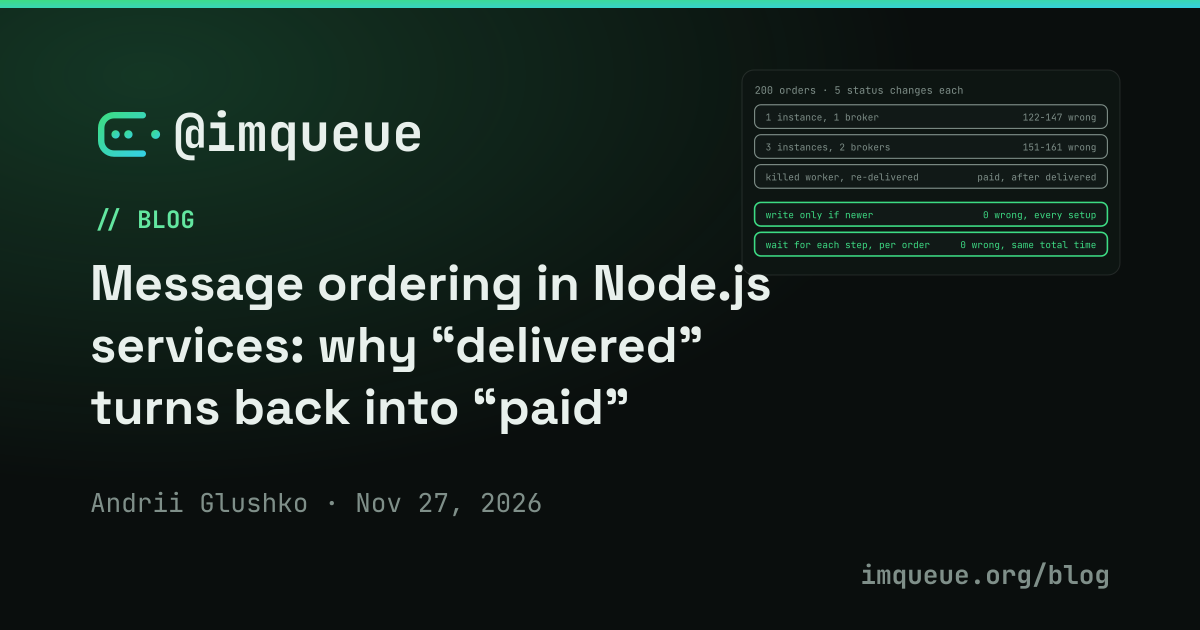 @imqueue
// BLOG
Message ordering in Node.js
services: why “delivered”
turns back into “paid”
Andrii Glushko · Nov 27, 2026
200 orders · 5 status changes each
1 instance, 1 broker 122-147 wrong
3 instances, 2 brokers 151-161 wrong
killed worker, re-delivered paid, after delivered
write only if newer 0 wrong, every setup
wait for each step, per order 0 wrong, same total time
imqueue.org/blog